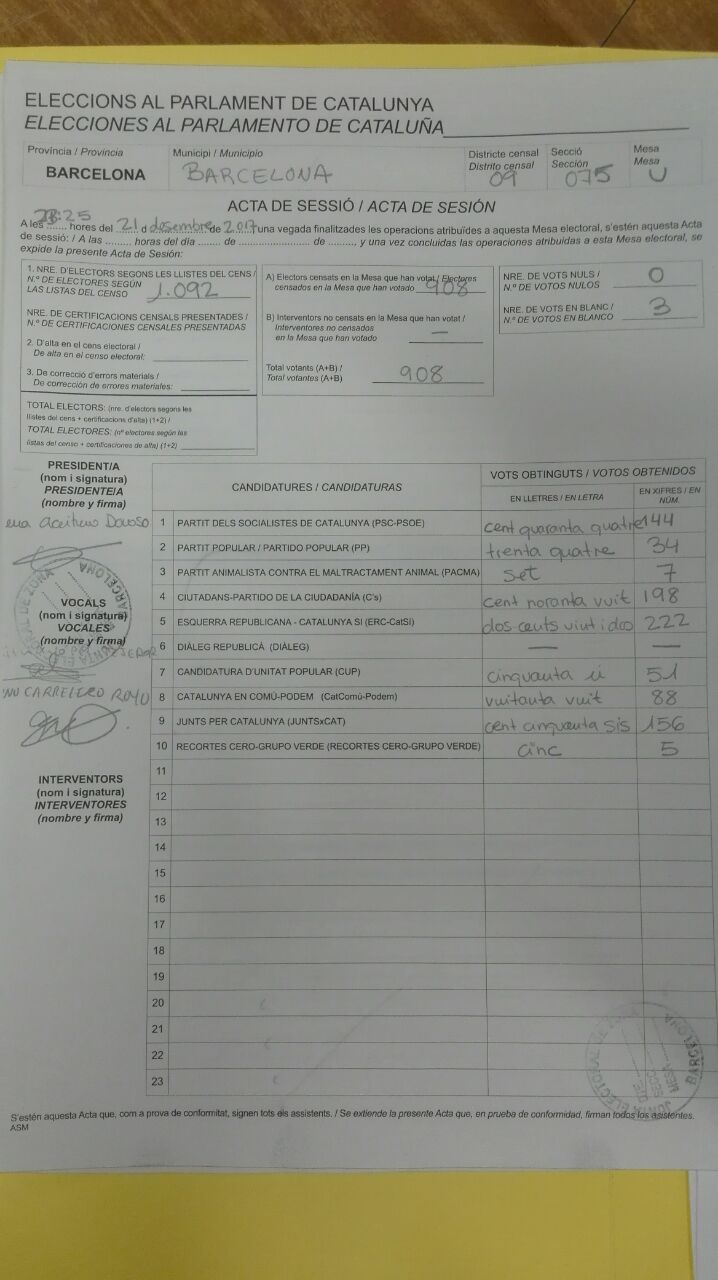 ELECCIONS AL PARLAMENT DE CATALUNYA
ELECCIONES AL PARLAMENTO DE CATALUÑA
Província / Provincia
BARCELONA
Municipi / Municipio
BARCELONA
Districte censal
Distrito censal
09
Secció
Sección
075
Mesa
Mesa
U
ACTA DE SESSIÓ / ACTA DE SESIÓN
A les ....... hores del 21 d desembre de 2017 una vegada finalitzades les operacions atribuïdes a aquesta Mesa electoral, s'estén aquesta Acta
de sessió: / A las ......... horas del día ....... de ..................... de ........, y una vez concluidas las operaciones atribuidas a esta Mesa electoral, se
expide la presente Acta de Sesión:
1. NRE. D'ELECTORS SEGONS LES LLISTES DEL CENS /
N.º DE ELECTORES SEGÚN
LAS LISTAS DEL CENSO 1.092
NRE. DE CERTIFICACIONS CENSALS PRESENTADES /
N.º DE CERTIFICACIONES CENSALES PRESENTADAS
2. D'alta en el cens electoral /
De alta en el censo electoral:
3. De correcció d'errors materials /
De corrección de errores materiales:
TOTAL ELECTORS: (nre. d'electors segons les
llistes del cens + certificacions d'alta) (1+2) /
TOTAL ELECTORES: (nº electores según las
listas del censo + certificaciones de alta) (1+2)
A) Electors censats en la Mesa que han votat / Electores
censados en la Mesa que han votado 908
B) Interventors no censats en la Mesa que han votat /
Interventores no censados
en la Mesa que han votado —
Total votants (A+B) /
Total votantes (A+B) 908
NRE. DE VOTS NULS /
N.º DE VOTOS NULOS 0
NRE. DE VOTS EN BLANC /
N.º DE VOTOS EN BLANCO 3
PRESIDENT/A
(nom i signatura)
PRESIDENTE/A
(nombre y firma)
VOCALS
(nom i signatura)
VOCALES
(nombre y firma)
CARRETERO ROYO
INTERVENTORS
(nom i signatura)
INTERVENTORES
(nombre y firma)
CANDIDATURES / CANDIDATURAS
VOTS OBTINGUTS / VOTOS OBTENIDOS
EN LLETRES / EN LETRA
EN XIFRES / EN NÚM.
1 PARTIT DELS SOCIALISTES DE CATALUNYA (PSC-PSOE) cent quaranta quatre 144
2 PARTIT POPULAR / PARTIDO POPULAR (PP) trenta quatre 34
3 PARTIT ANIMALISTA CONTRA EL MALTRACTAMENT ANIMAL (PACMA) set 7
4 CIUTADANS-PARTIDO DE LA CIUDADANÍA (C's) cent noranta vuit 198
5 ESQUERRA REPUBLICANA - CATALUNYA SI (ERC-CatSí) dos cents vint i dos 222
6 DIÀLEG REPUBLICÀ (DIÀLEG) — —
7 CANDIDATURA D'UNITAT POPULAR (CUP) cinquanta u 51
8 CATALUNYA EN COMÚ-PODEM (CatComú-Podem) vuitanta vuit 88
9 JUNTS PER CATALUNYA (JUNTSxCAT) cent cinquanta sis 156
10 RECORTES CERO-GRUPO VERDE (RECORTES CERO-GRUPO VERDE) cinc 5
11
12
13
14
15
16
17
18
19
20
21
22
23
JUNTA ELECTORAL DE ZONA BARCELONA
DTE.
SECC.
MESA
S'estén aquesta Acta que, com a prova de conformitat, signen tots els assistents. / Se extiende la presente Acta que, en prueba de conformidad, firman todos los asistentes.
ASM